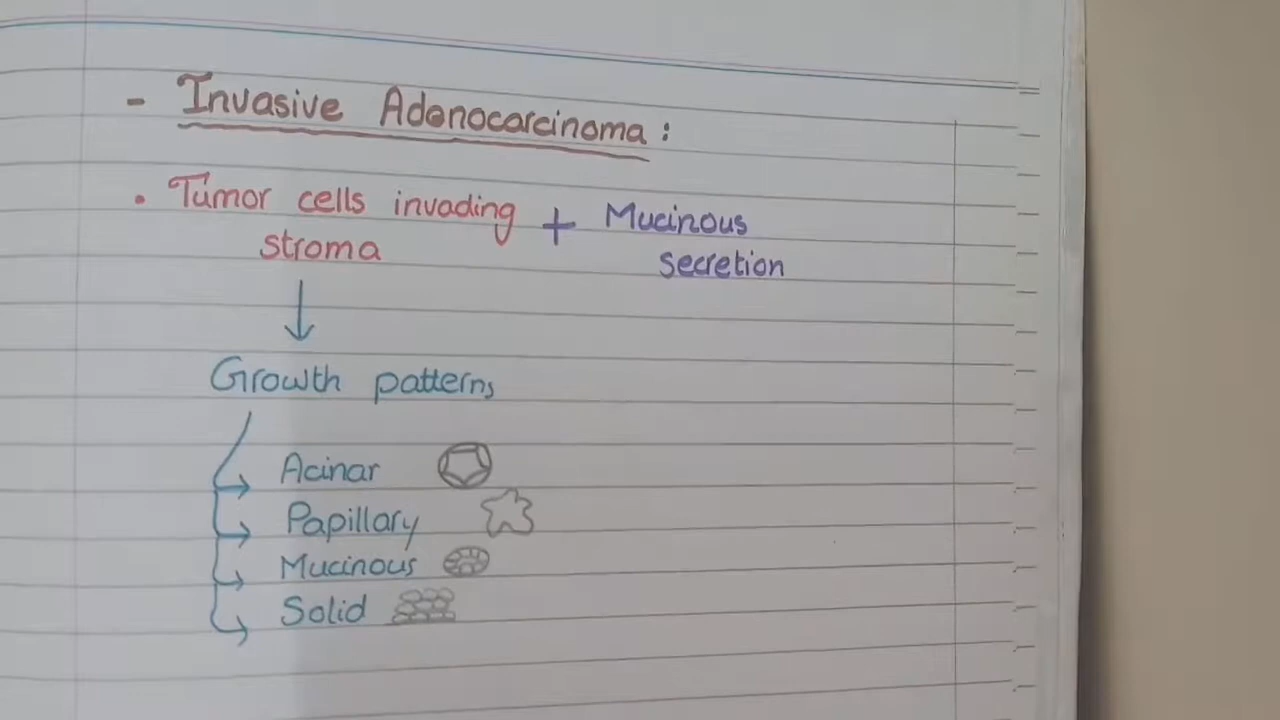 - Invasive Adenocarcinoma :
• Tumor cells invading + Mucinous
stroma secretion
Growth patterns
Acinar
Papillary
Mucinous
Solid